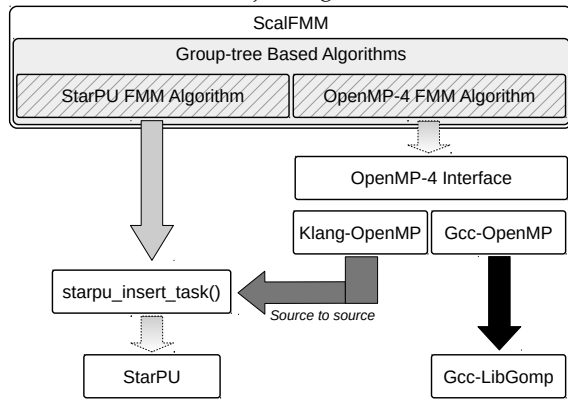 ScalFMM
Group-tree Based Algorithms
StarPU FMM Algorithm
OpenMP-4 FMM Algorithm
OpenMP-4 Interface
Klang-OpenMP
Gcc-OpenMP
starpu_insert_task()
Source to source
StarPU
Gcc-LibGomp